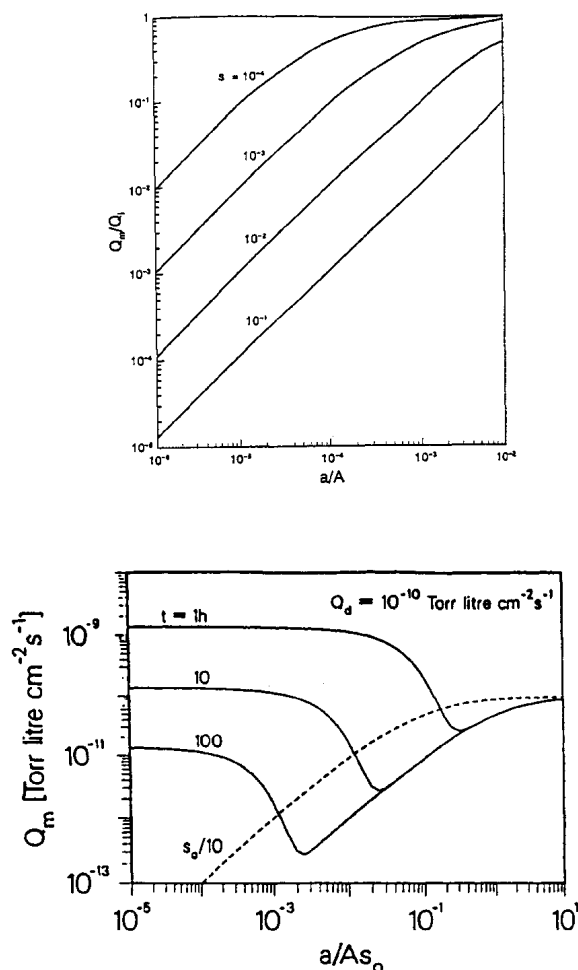 1
s = 10⁻⁴
10⁻¹
10⁻³
10⁻²
Qₘ/Qᵢ
10⁻²
10⁻³
10⁻¹
10⁻⁴
10⁻⁵
10⁻⁶ 10⁻⁵ 10⁻⁴ 10⁻³ 10⁻²
a/A
t = 1h
Q_d = 10⁻¹⁰ Torr litre cm⁻²s⁻¹
10⁻⁹
10
100
10⁻¹¹
Qₘ [Torr litre cm⁻²s⁻¹]
sₒ/10
10⁻¹³
10⁻⁵ 10⁻³ 10⁻¹ 10¹
a/Asₒ